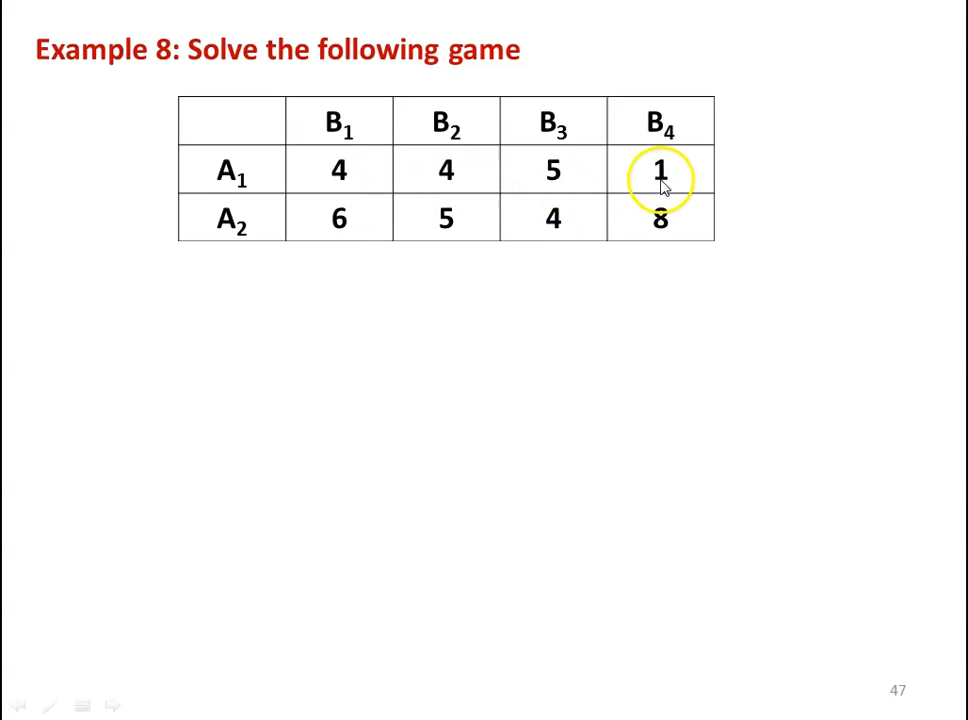 Example 8: Solve the following game
B₁ B₂ B₃ B₄
A₁ 4 4 5 1
A₂ 6 5 4 8
47